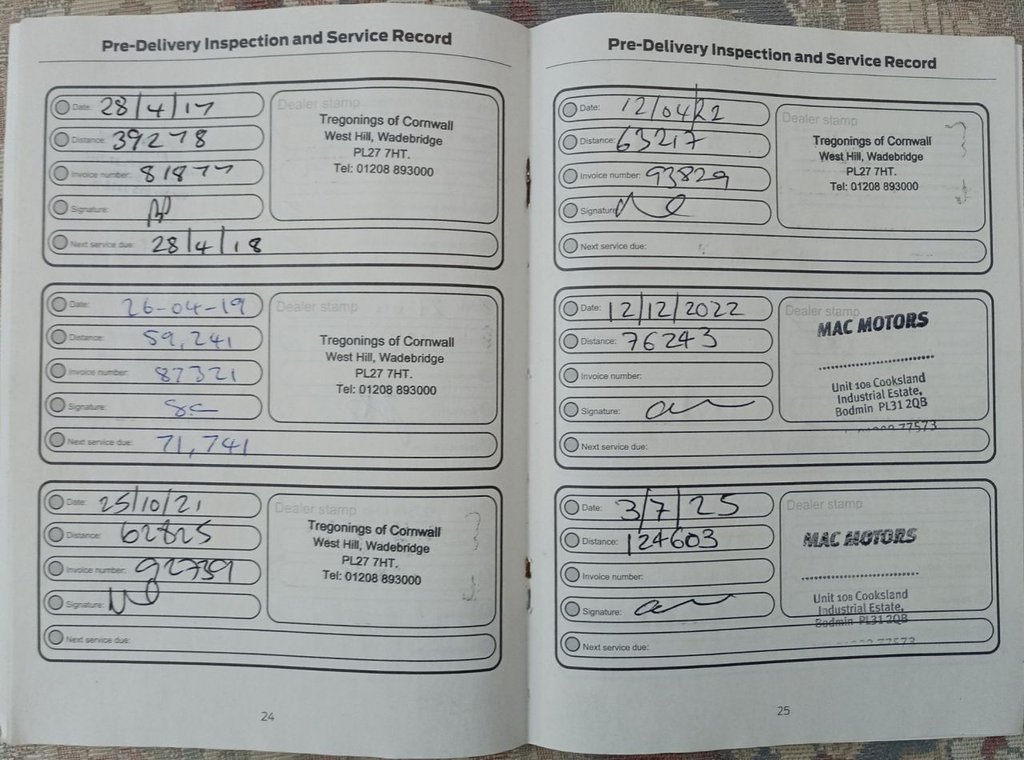 Pre-Delivery Inspection and Service Record
Date: 28/4/17
Distance: 39278
Invoice number: 81877
Signature:
Next service due: 28/4/18
Dealer stamp
Tregonings of Cornwall
West Hill, Wadebridge
PL27 7HT.
Tel: 01208 893000
Date: 26-04-19
Distance: 59,241
Invoice number: 87321
Signature:
Next service due: 71,741
Dealer stamp
Tregonings of Cornwall
West Hill, Wadebridge
PL27 7HT.
Tel: 01208 893000
Date: 25/10/21
Distance: 62825
Invoice number: 92739
Signature:
Next service due:
Dealer stamp
Tregonings of Cornwall
West Hill, Wadebridge
PL27 7HT.
Tel: 01208 893000
24
Pre-Delivery Inspection and Service Record
Date: 12/04/22
Distance: 63217
Invoice number: 93829
Signature:
Next service due:
Dealer stamp
Tregonings of Cornwall
West Hill, Wadebridge
PL27 7HT.
Tel: 01208 893000
Date: 12/12/2022
Distance: 76243
Invoice number:
Signature:
Next service due:
Dealer stamp
MAC MOTORS
Unit 10B Cooksland
Industrial Estate,
Bodmin PL31 2QB
77573
Date: 3/7/25
Distance: 124603
Invoice number:
Signature:
Next service due:
Dealer stamp
MAC MOTORS
Unit 10B Cooksland
Industrial Estate,
Bodmin PL31 2QB
77573
25